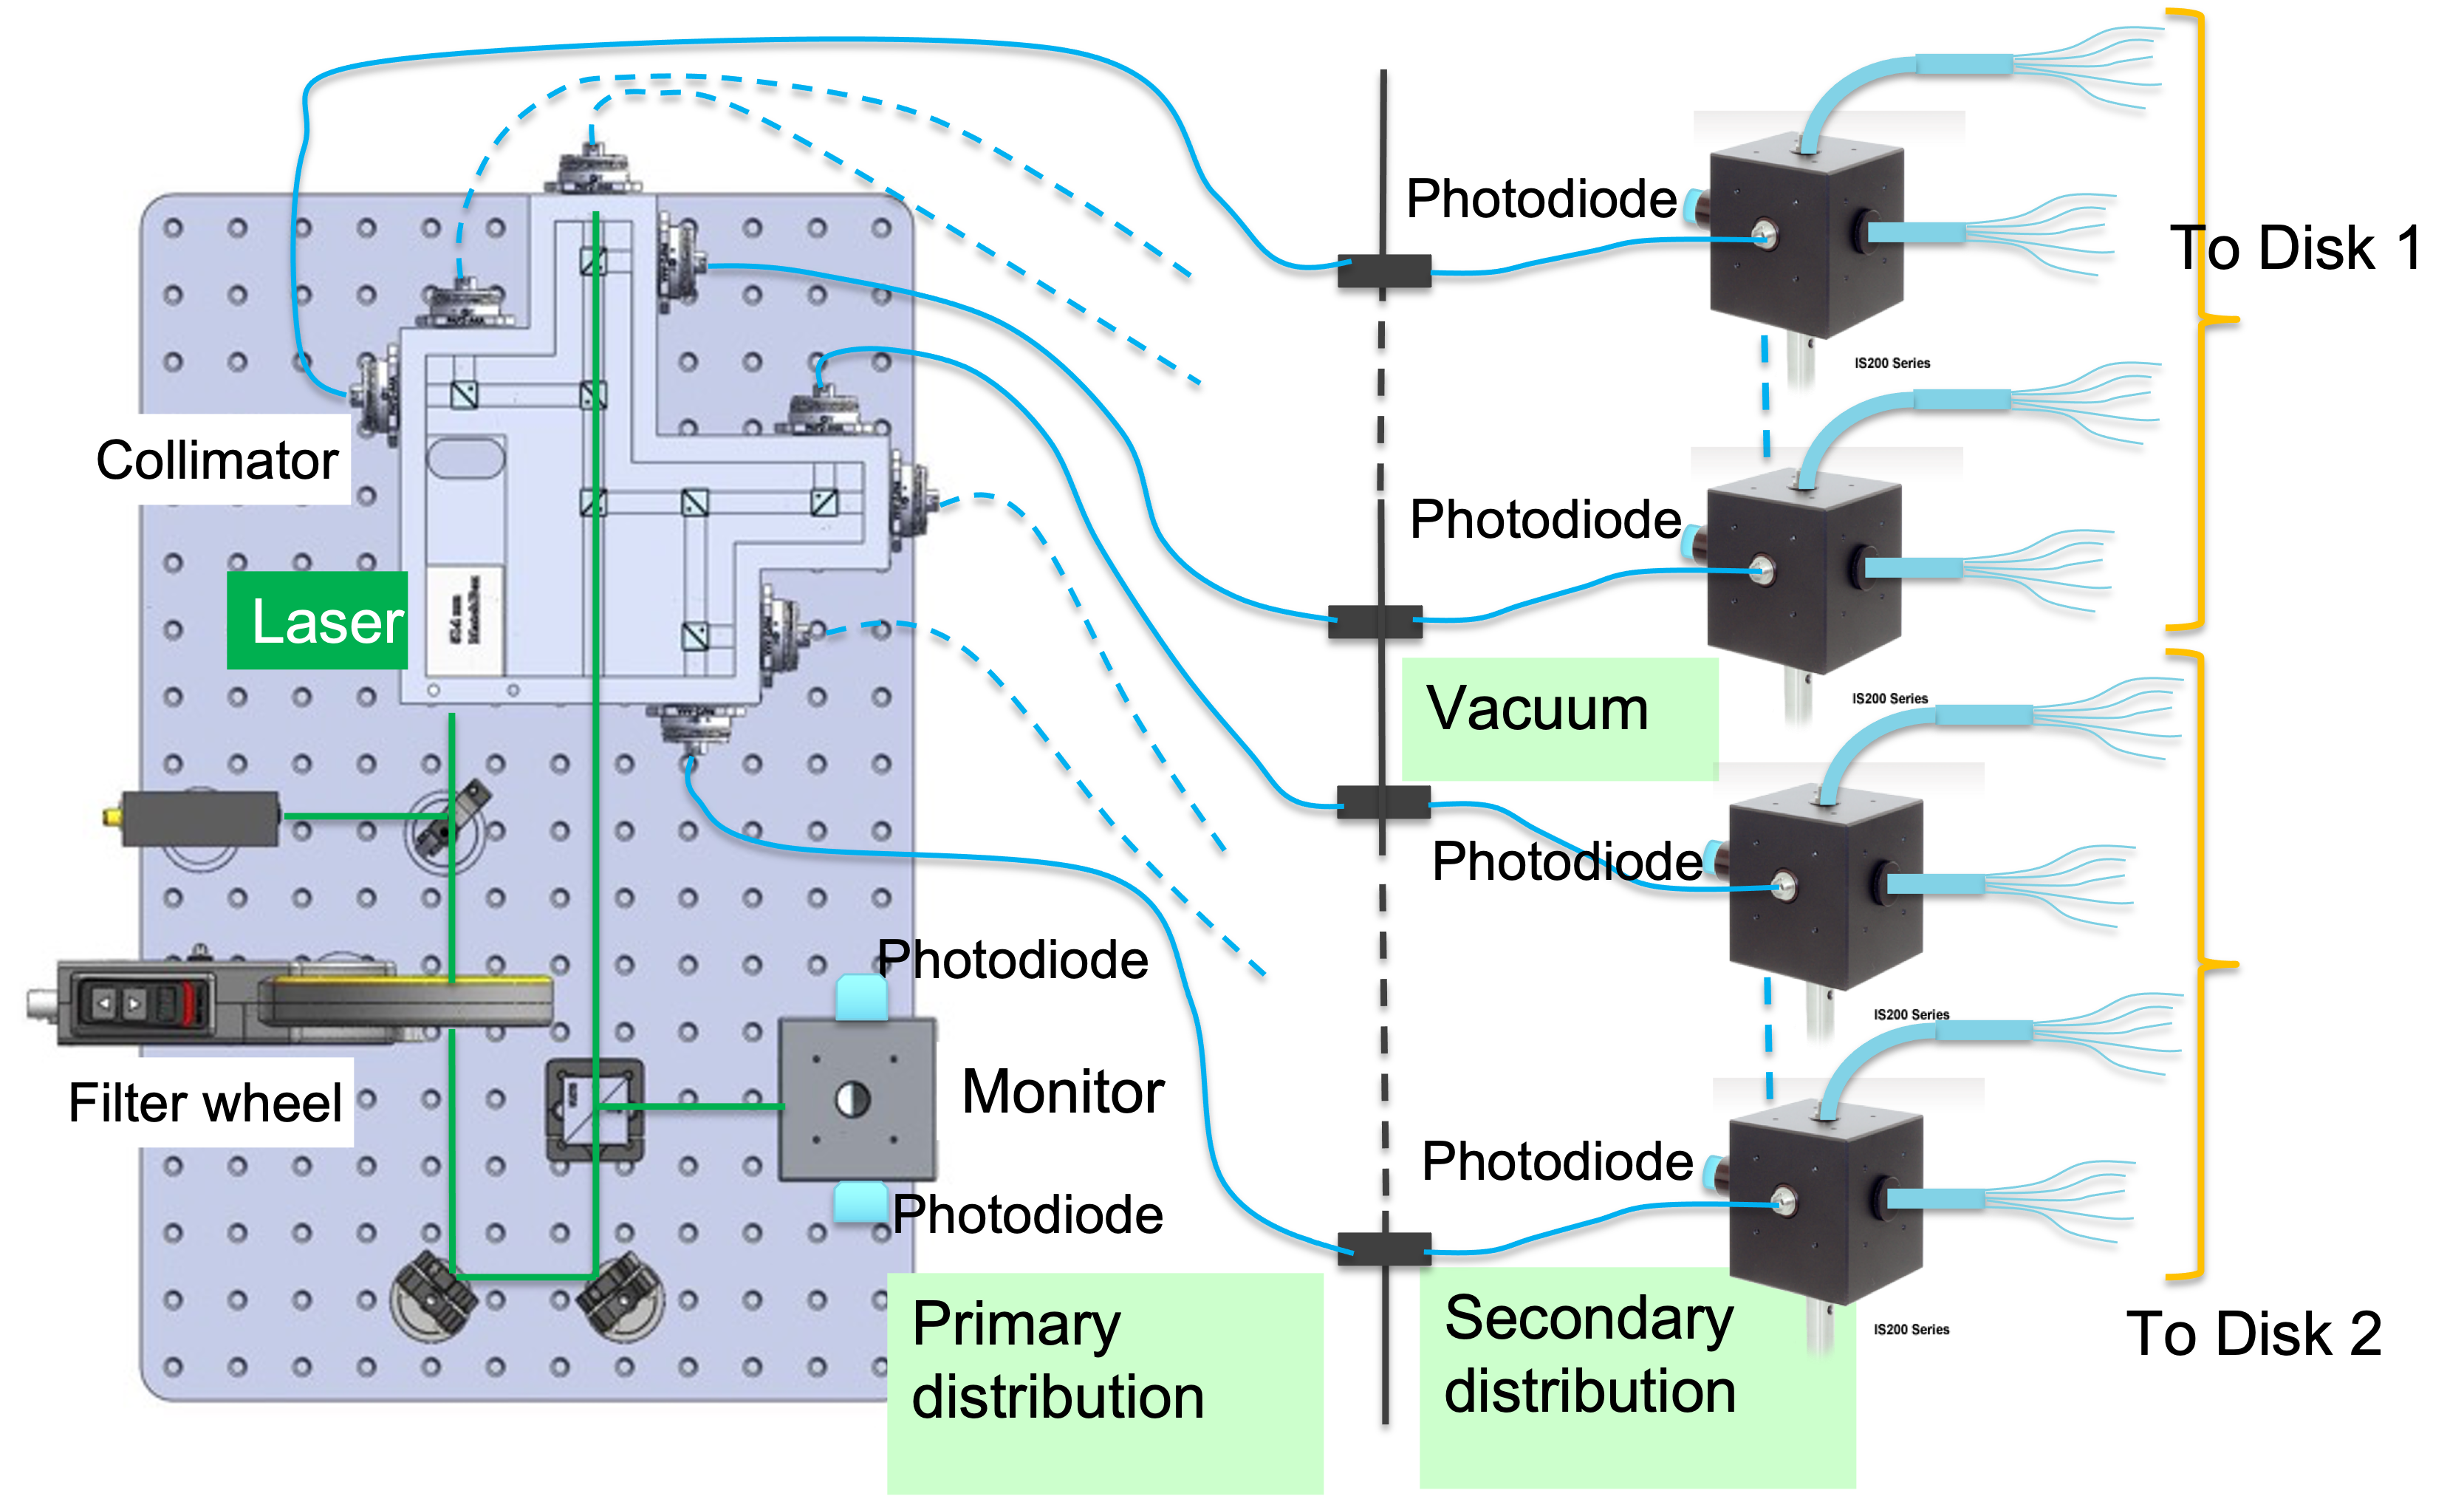 Photodiode
To Disk 1
IS200 Series
Collimator
Photodiode
Laser
IS200 Series
Vacuum
Photodiode
Photodiode
IS200 Series
Monitor
Filter wheel
Photodiode
Photodiode
Primary
distribution
Secondary
distribution
IS200 Series
To Disk 2